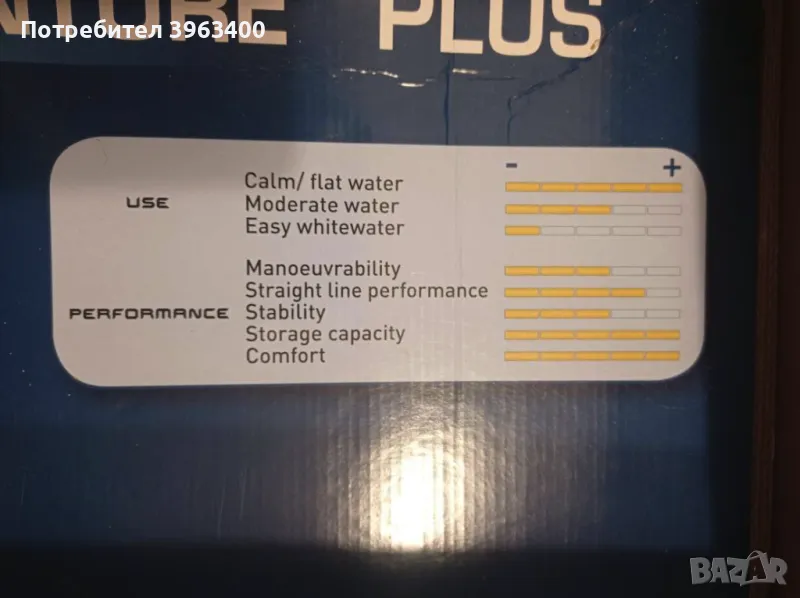 Потребител 3963400
PLUS
- +
USE
Calm/ flat water
Moderate water
Easy whitewater
PERFORMANCE
Manoeuvrability
Straight line performance
Stability
Storage capacity
Comfort
BAZAR